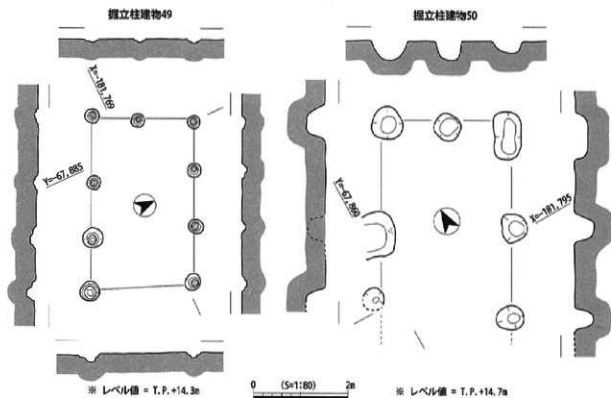 掘立柱建物49
掘立柱建物50
X=-181,769
Y=-67,885
Y=-67,860
X=-181,795
※ レベル値 = T.P.+14.3m
0 (S=1:80) 2m
※ レベル値 = T.P.+14.7m